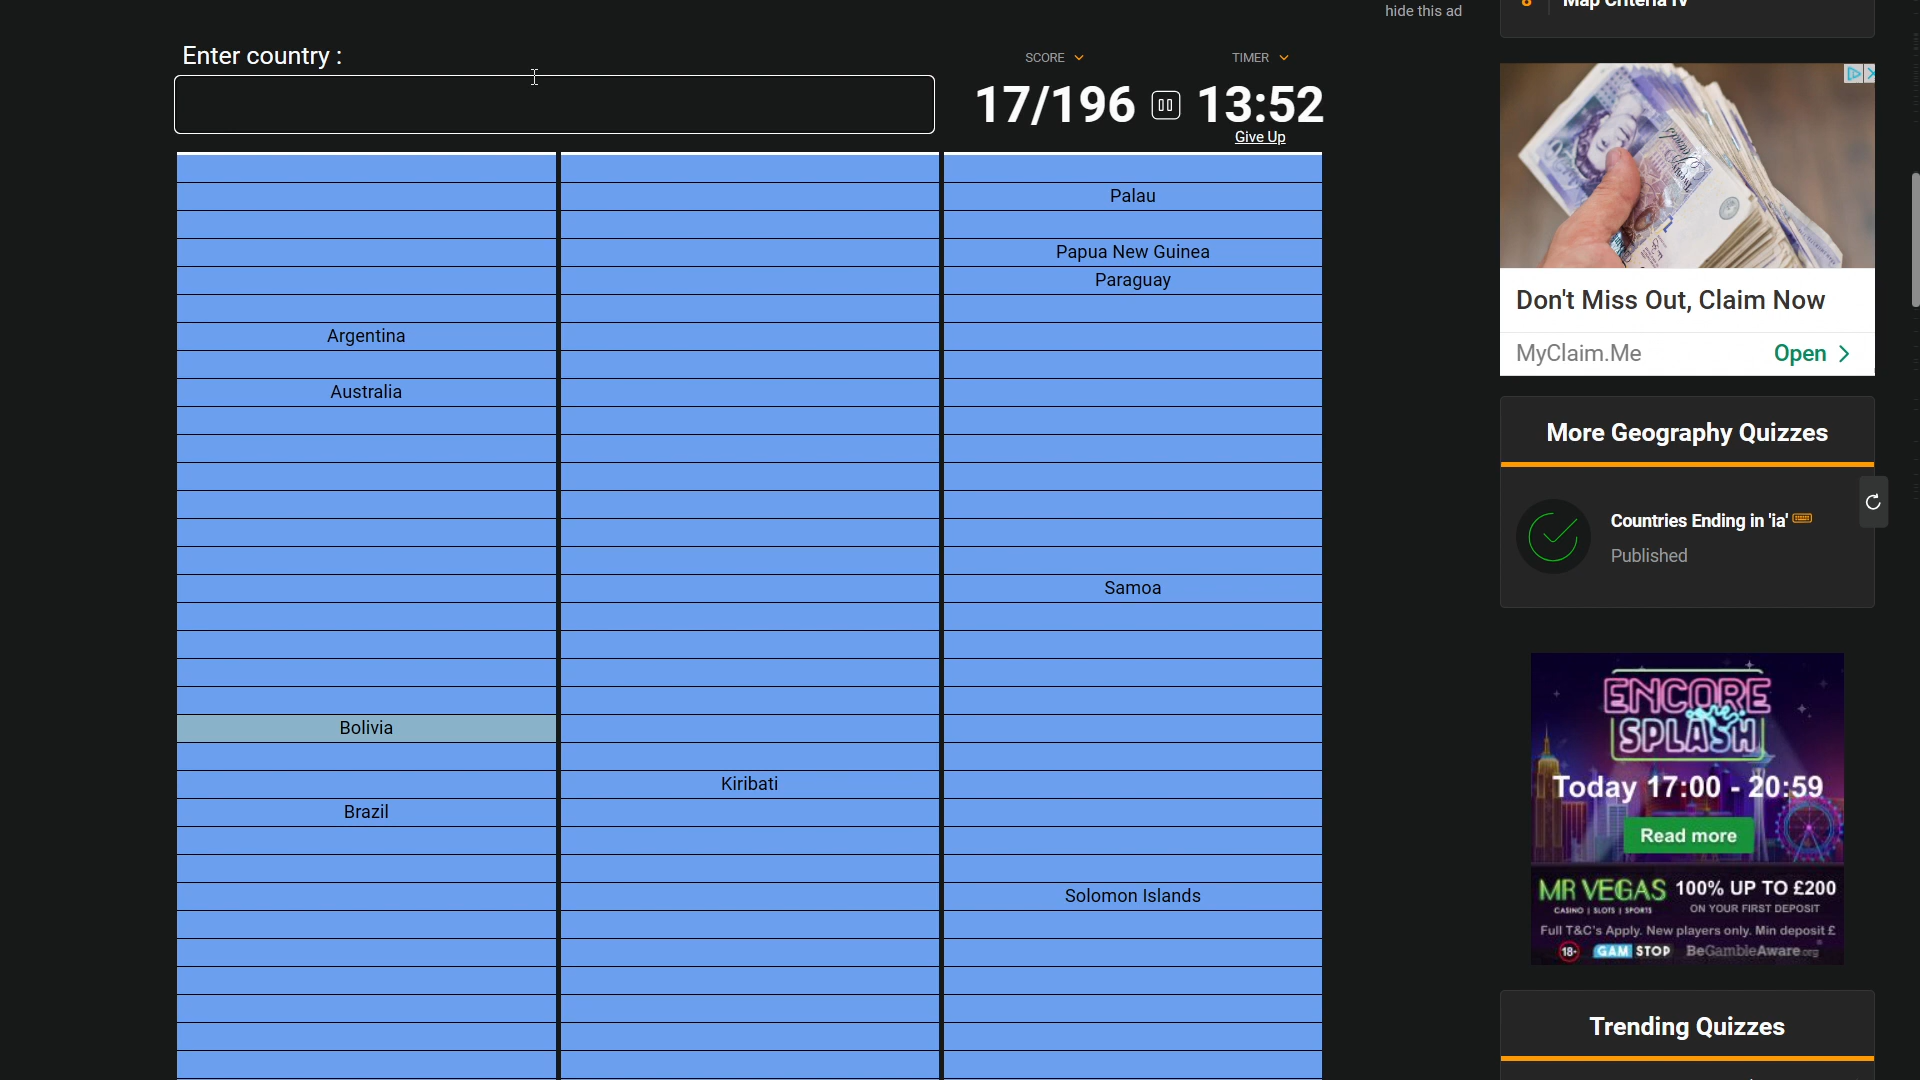 hide this ad
Enter country :
SCORE
TIMER
17/196
13:52
Give Up
Palau
Papua New Guinea
Paraguay
Argentina
Australia
Samoa
Bolivia
Kiribati
Brazil
Solomon Islands
8 Map Criteria IV
Don't Miss Out, Claim Now
MyClaim.Me
Open
More Geography Quizzes
Countries Ending in 'ia'
Published
ENCORE
SPLASH
Today 17:00 - 20:59
Read more
MR VEGAS
CASINO | SLOTS | SPORTS
100% UP TO £200
ON YOUR FIRST DEPOSIT
Full T&C's Apply. New players only. Min deposit £
18+ GAMSTOP BeGambleAware.org
Trending Quizzes